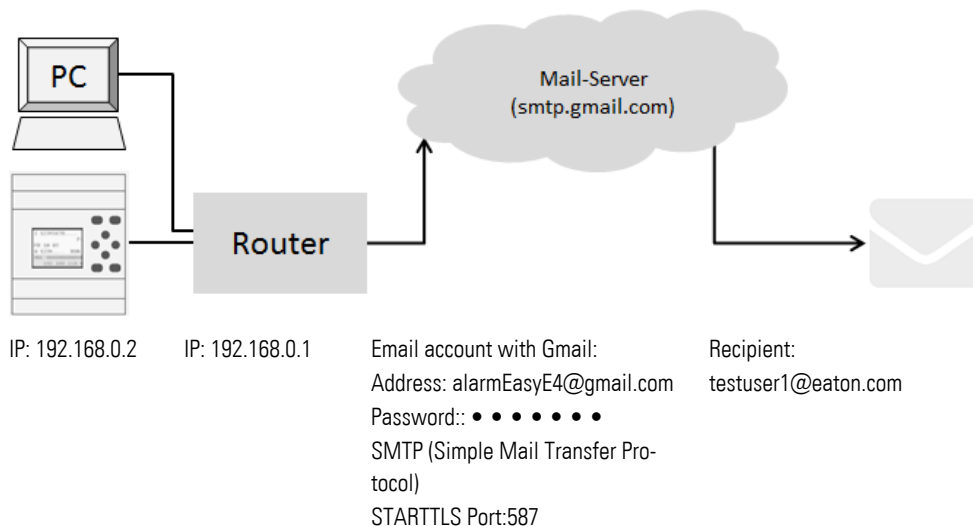 PC
Mail-Server
(smtp.gmail.com)
Router
IP: 192.168.0.2
IP: 192.168.0.1
Email account with Gmail:
Address: alarmEasyE4@gmail.com
Password:: • • • • • • •
SMTP (Simple Mail Transfer Pro-
tocol)
STARTTLS Port:587
Recipient:
testuser1@eaton.com